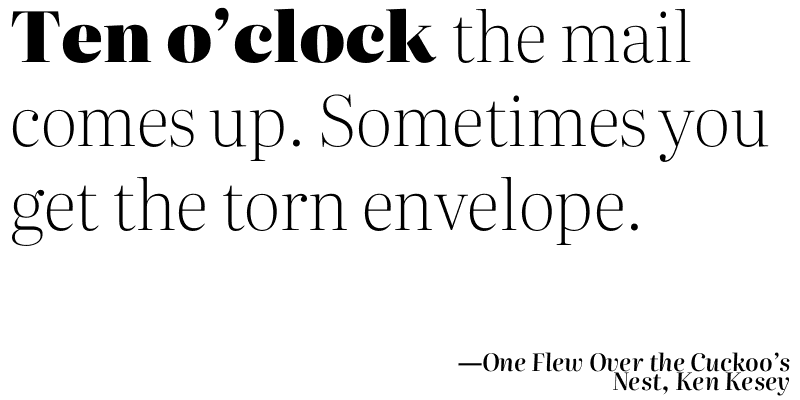 Ten o’clock the mail
comes up. Sometimes you
get the torn envelope.
—One Flew Over the Cuckoo’s
Nest, Ken Kesey